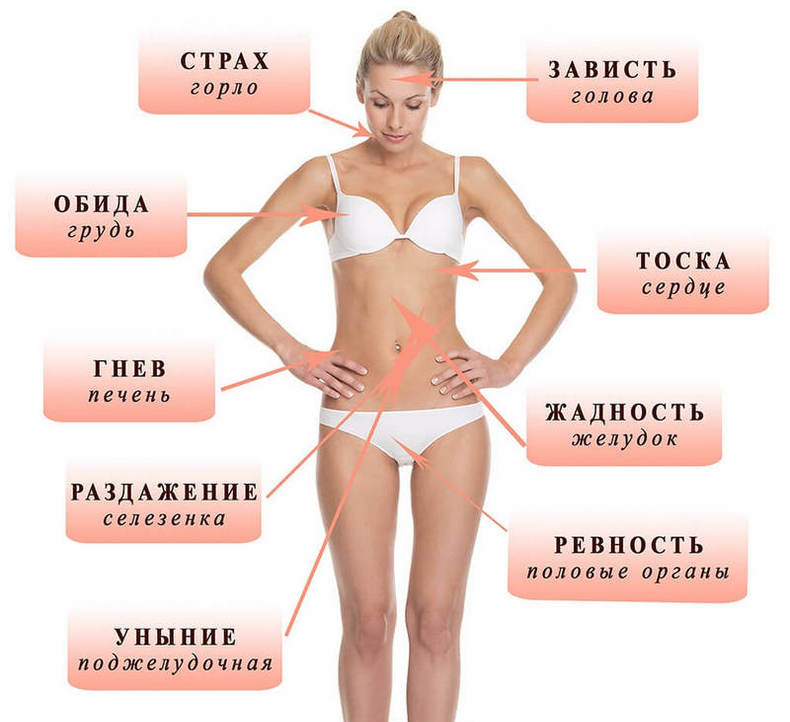 СТРАХ
горло
ЗАВИСТЬ
голова
ОБИДА
грудь
ТОСКА
сердце
ГНЕВ
печень
ЖАДНОСТЬ
желудок
РАЗДАЖЕНИЕ
селезенка
РЕВНОСТЬ
половые органы
УНЫНИЕ
поджелудочная